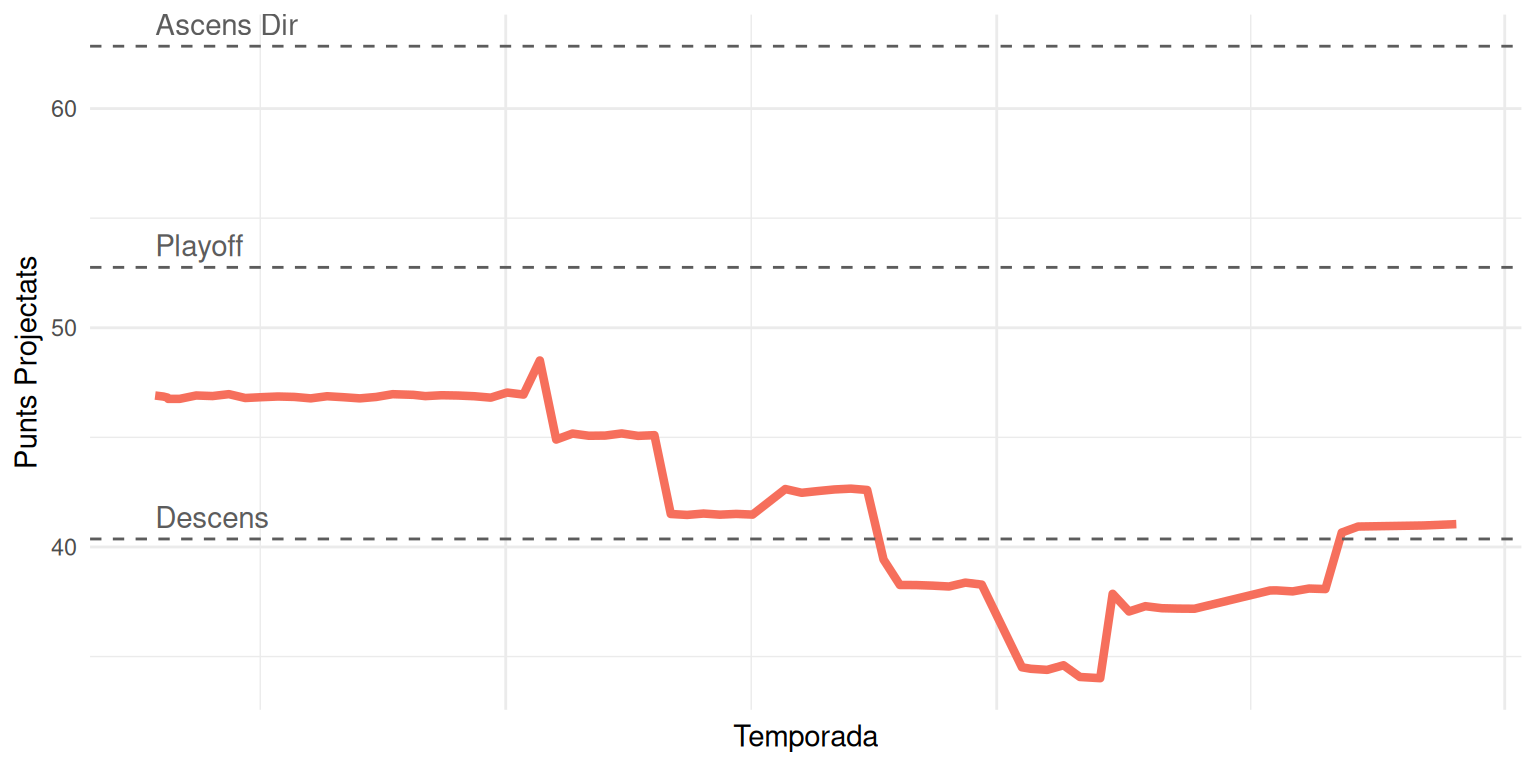 Ascens Dir
60
Playoff
50
Descens
40
Punts Projectats
Temporada